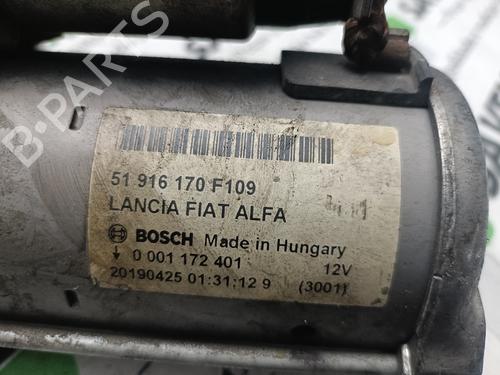 B-PARTS
51 916 170 F109
LANCIA FIAT ALFA
BOSCH Made in Hungary
0 001 172 401 12V
20190425 01:31:12 9 (3001)